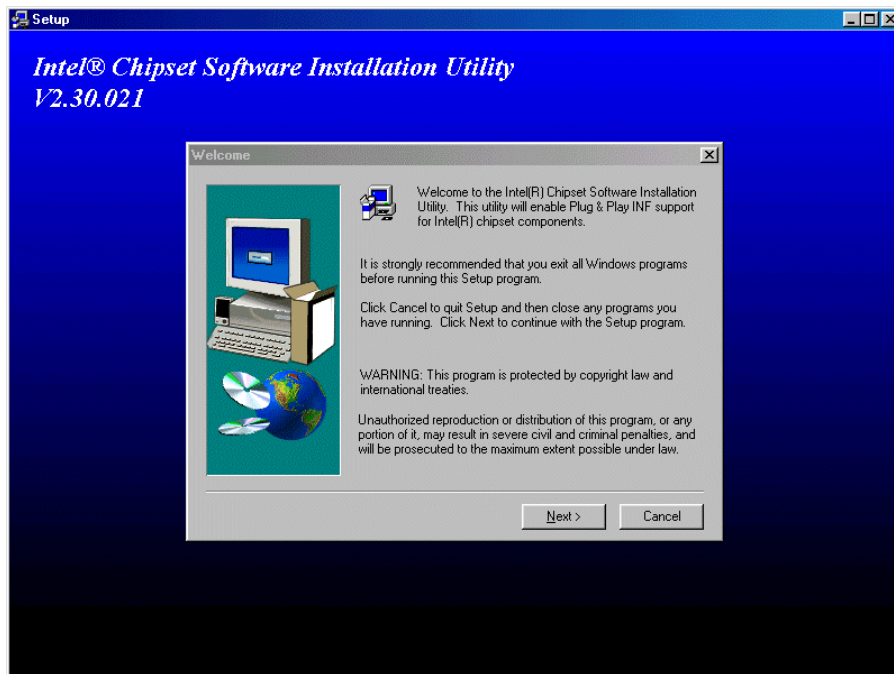 Setup
Intel® Chipset Software Installation Utility
V2.30.021
Welcome
Welcome to the Intel(R) Chipset Software Installation
Utility. This utility will enable Plug & Play INF support
for Intel(R) chipset components.
It is strongly recommended that you exit all Windows programs
before running this Setup program.
Click Cancel to quit Setup and then close any programs you
have running. Click Next to continue with the Setup program.
WARNING: This program is protected by copyright law and
international treaties.
Unauthorized reproduction or distribution of this program, or any
portion of it, may result in severe civil and criminal penalties, and
will be prosecuted to the maximum extent possible under law.
Next >
Cancel